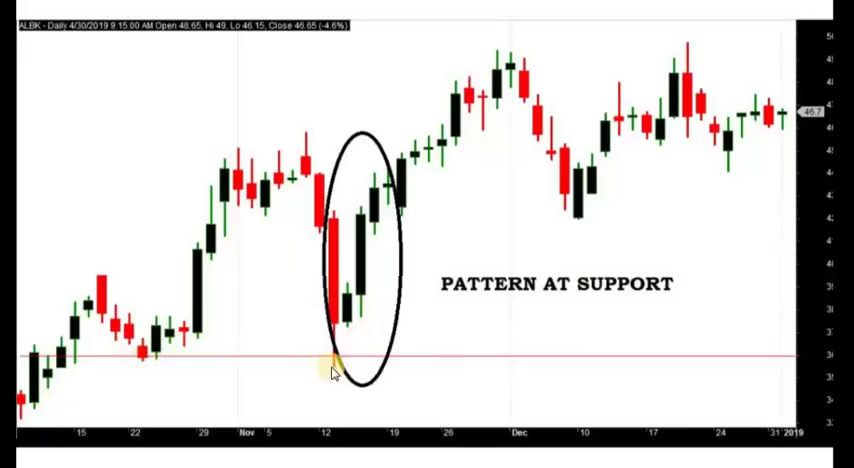 ALBK - Daily 4/30/2019 9:15:00 AM Open 48.65, Hi 49, Lo 46.15, Close 46.65 (-4.6%)
46.7
PATTERN AT SUPPORT
15 22 29 Nov 5 12 19 26 Dec 10 17 24 31 2019